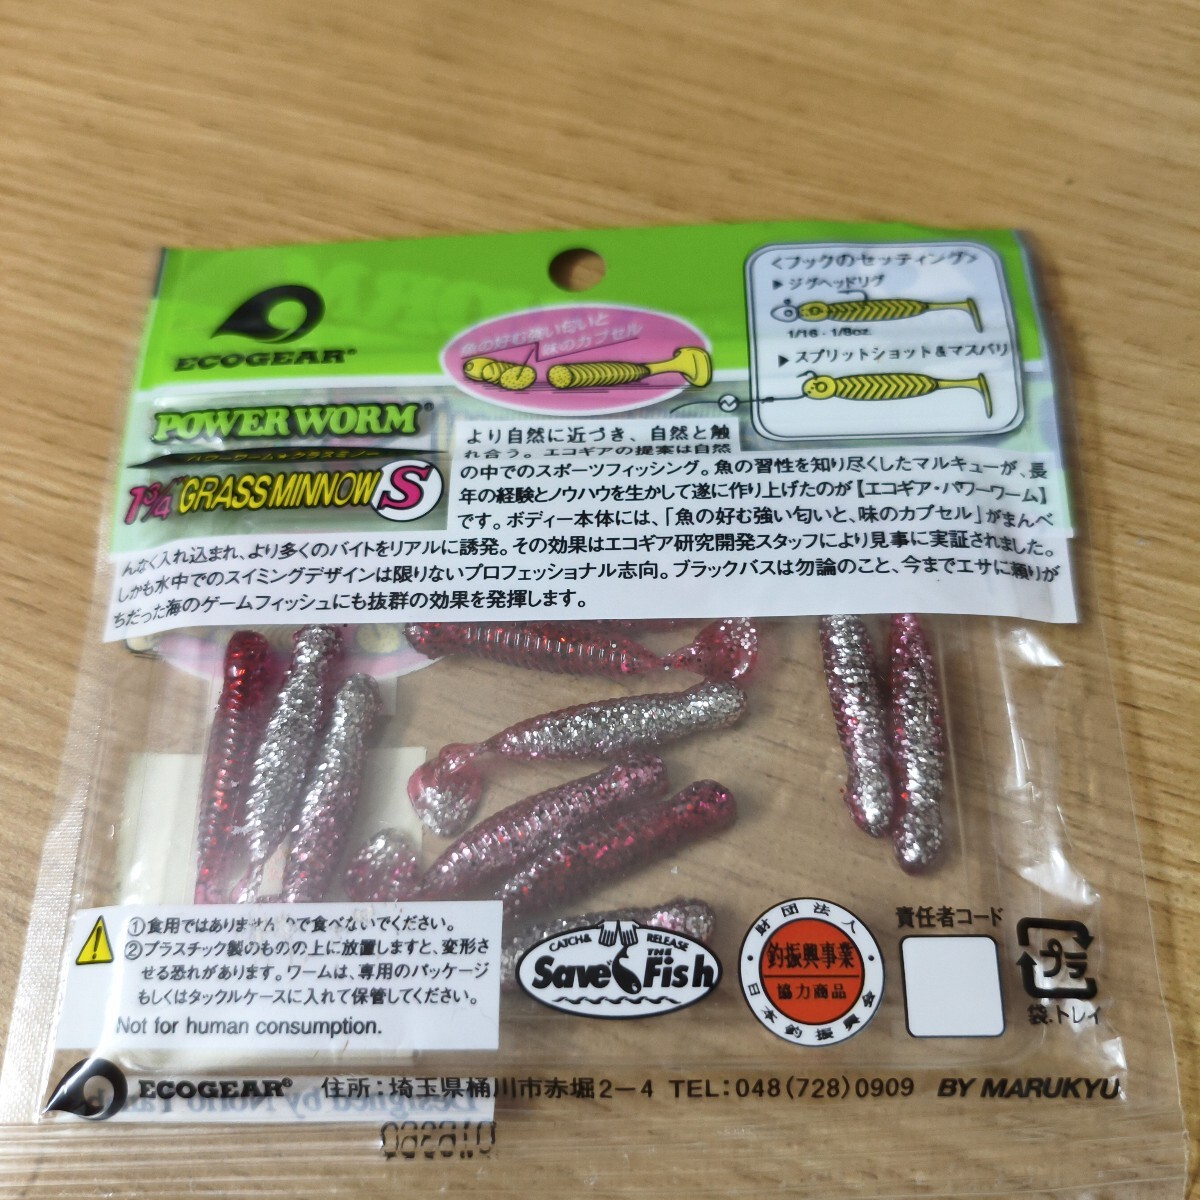 ECOGEAR®
魚の好む強い匂いと
味のカプセル
<フックのセッティング>
▶ ジグヘッドリグ
1/16・1/8oz.
▶ スプリットショット&マスバリ
POWER WORM®
パワーワーム★グラスミノー
1 3/4" GRASS MINNOW S
より自然に近づき、自然と触
れ合う。エコギアの提案は自然
の中でのスポーツフィッシング。魚の習性を知り尽くしたマルキューが、長
年の経験とノウハウを生かして遂に作り上げたのが【エコギア・パワーワーム】
です。ボディー本体には、「魚の好む強い匂いと、味のカプセル」がまんべ
んなく入れ込まれ、より多くのバイトをリアルに誘発。その効果はエコギア研究開発スタッフにより見事に実証されました。
しかも水中でのスイミングデザインは限りないプロフェッショナル志向。ブラックバスは勿論のこと、今までエサに頼りが
ちだった海のゲームフィッシュにも抜群の効果を発揮します。
①食用ではありませんので食べないでください。
②プラスチック製のものの上に放置しますと、変形さ
せる恐れがあります。ワームは、専用のパッケージ
もしくはタックルケースに入れて保管してください。
Not for human consumption.
CATCH & RELEASE
Save THE Fish
財団法人
釣振興事業
協力商品
日本釣振興会
責任者コード
プラ
袋.トレイ
ECOGEAR® 住所:埼玉県桶川市赤堀2-4 TEL:048(728)0909 BY MARUKYU